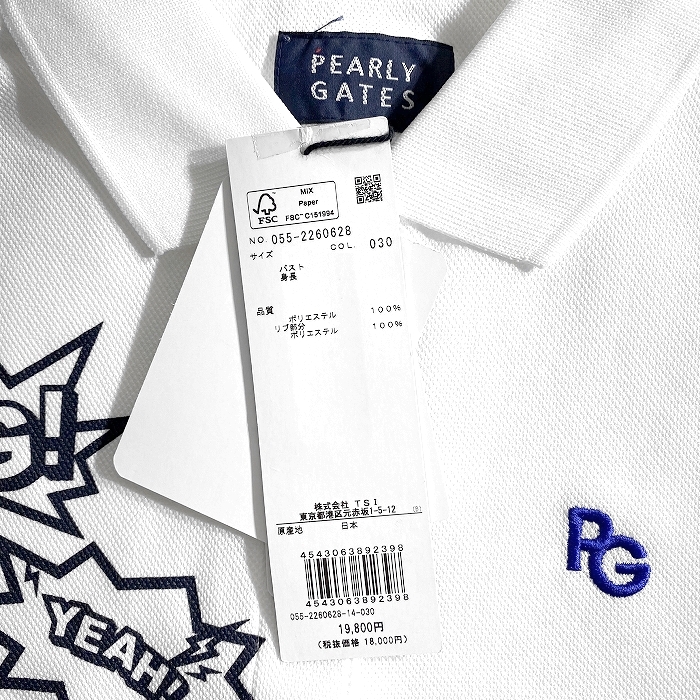 PEARLY
GATES
MIX
Paper
FSC™ C151994
FSC
NO. 055-2260628
サイズ COL. 030
バスト
身長
品質
ポリエステル 100%
リブ部分
ポリエステル 100%
株式会社 TSI
東京都港区元赤坂1-5-12
原産地 日本
4543063892398
4543063892398
055-2260628-14-030
19,800円
(税抜価格 18,000円)
G!
YEAH!
PG